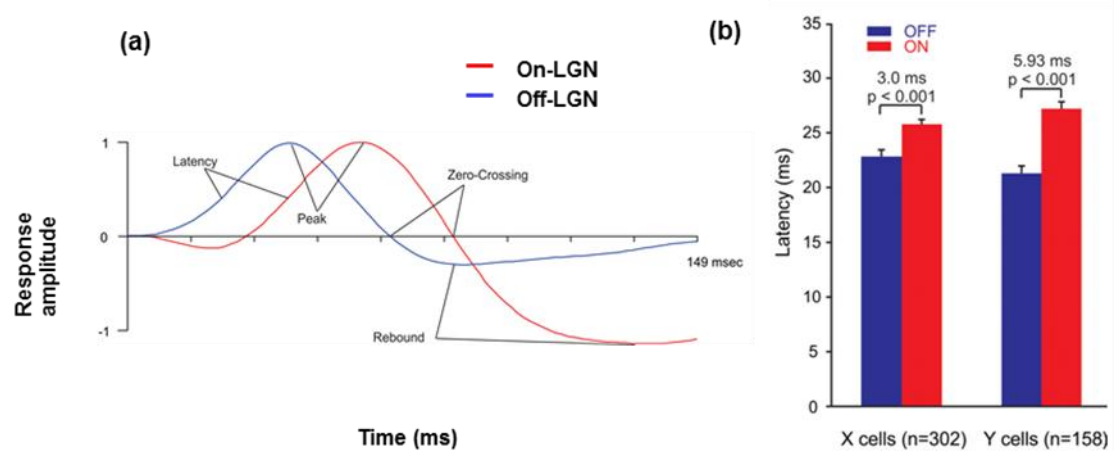 (a)
On-LGN
Off-LGN
Response
amplitude
1
0
-1
Latency
Peak
Zero-Crossing
149 msec
Rebound
Time (ms)
(b)
OFF
ON
Latency (ms)
35
30
25
20
15
10
5
0
3.0 ms
p < 0.001
5.93 ms
p < 0.001
X cells (n=302)
Y cells (n=158)